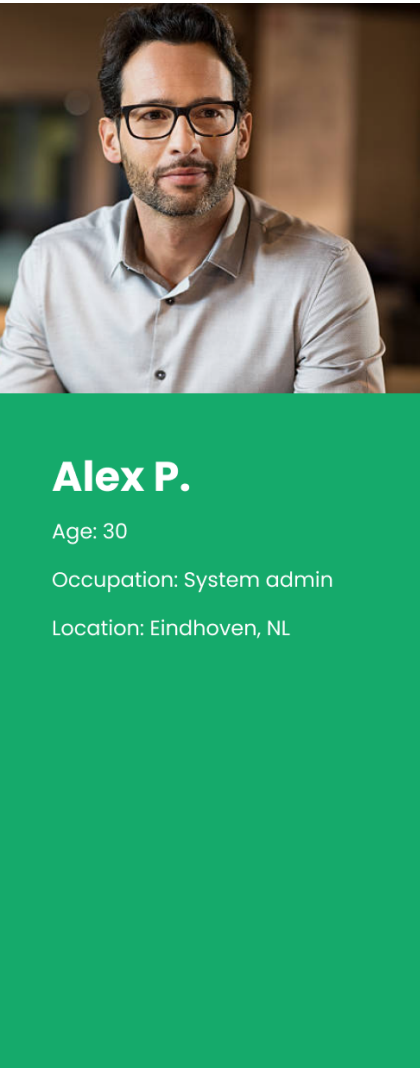 Alex P.
Age: 30
Occupation: System admin
Location: Eindhoven, NL